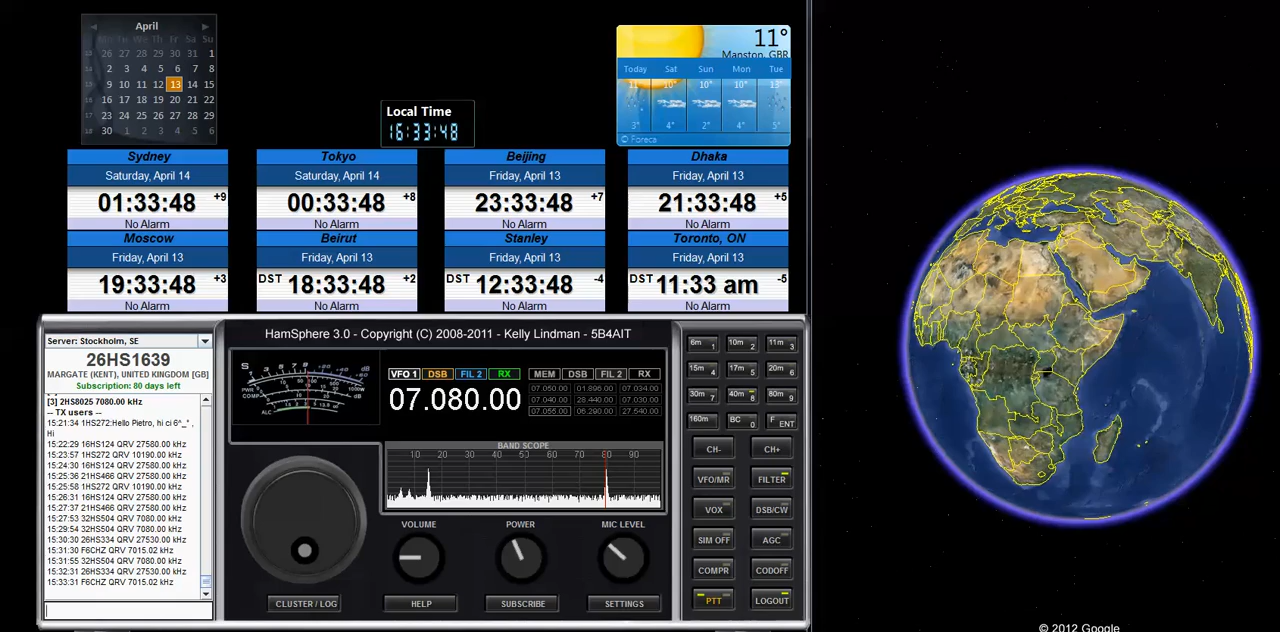 April
26 27 28 29 30 31 1
2 3 4 5 6 7 8
9 10 11 12 13 14 15
16 17 18 19 20 21 22
23 24 25 26 27 28 29
30 1 2 3 4 5 6
Local Time
16:33:48
11°
Manston, GBR
Today Sat Sun Mon Tue
11° 10° 10° 10° 13°
3° 4° 2° 4° 5°
© Foreca
Sydney
Saturday, April 14
01:33:48 +9
No Alarm
Tokyo
Saturday, April 14
00:33:48 +8
No Alarm
Beijing
Friday, April 13
23:33:48 +7
No Alarm
Dhaka
Friday, April 13
21:33:48 +5
No Alarm
Moscow
Friday, April 13
19:33:48 +3
No Alarm
Beirut
Friday, April 13
DST 18:33:48 +2
No Alarm
Stanley
Friday, April 13
DST 12:33:48 -4
No Alarm
Toronto, ON
Friday, April 13
DST 11:33 am -5
No Alarm
Server: Stockholm, SE
26HS1639
MARGATE (KENT), UNITED KINGDOM [GB]
Subscription: 80 days left
[3] 2HS8025 7080.00 kHz
-- TX users --
15:21:34 1HS272:Hello Pietro, hi ci 6^_* ,
Hi
15:22:29 16HS124 QRV 27580.00 kHz
15:23:57 1HS272 QRV 10190.00 kHz
15:24:30 16HS124 QRV 27580.00 kHz
15:25:36 21HS466 QRV 27580.00 kHz
15:25:58 1HS272 QRV 10190.00 kHz
15:26:31 16HS124 QRV 27580.00 kHz
15:27:37 21HS466 QRV 27580.00 kHz
15:27:53 32HS504 QRV 7080.00 kHz
15:29:54 32HS504 QRV 7080.00 kHz
15:30:30 26HS334 QRV 27530.00 kHz
15:31:30 F6CHZ QRV 7015.02 kHz
15:31:55 32HS504 QRV 7080.00 kHz
15:32:31 26HS334 QRV 27530.00 kHz
15:33:31 F6CHZ QRV 7015.02 kHz
HamSphere 3.0 - Copyright (C) 2008-2011 - Kelly Lindman - 5B4AIT
S
PWR
COMP
ALC
dB
VFO 1 DSB FIL 2 RX
07.080.00
MEM DSB FIL 2 RX
07.050.00 01.896.00 07.034.00
07.040.00 28.440.00 07.030.00
07.055.00 06.290.00 27.540.00
BAND SCOPE
10 20 30 40 50 60 70 80 90
VOLUME POWER MIC LEVEL
CLUSTER / LOG HELP SUBSCRIBE SETTINGS
6m 1 10m 2 11m 3
15m 4 17m 5 20m 6
30m 7 40m 8 80m 9
160m BC 0 F ENT
CH- CH+
VFO/MR FILTER
VOX DSB/CW
SIM OFF AGC
COMPR CODOFF
PTT LOGOUT
© 2012 Google